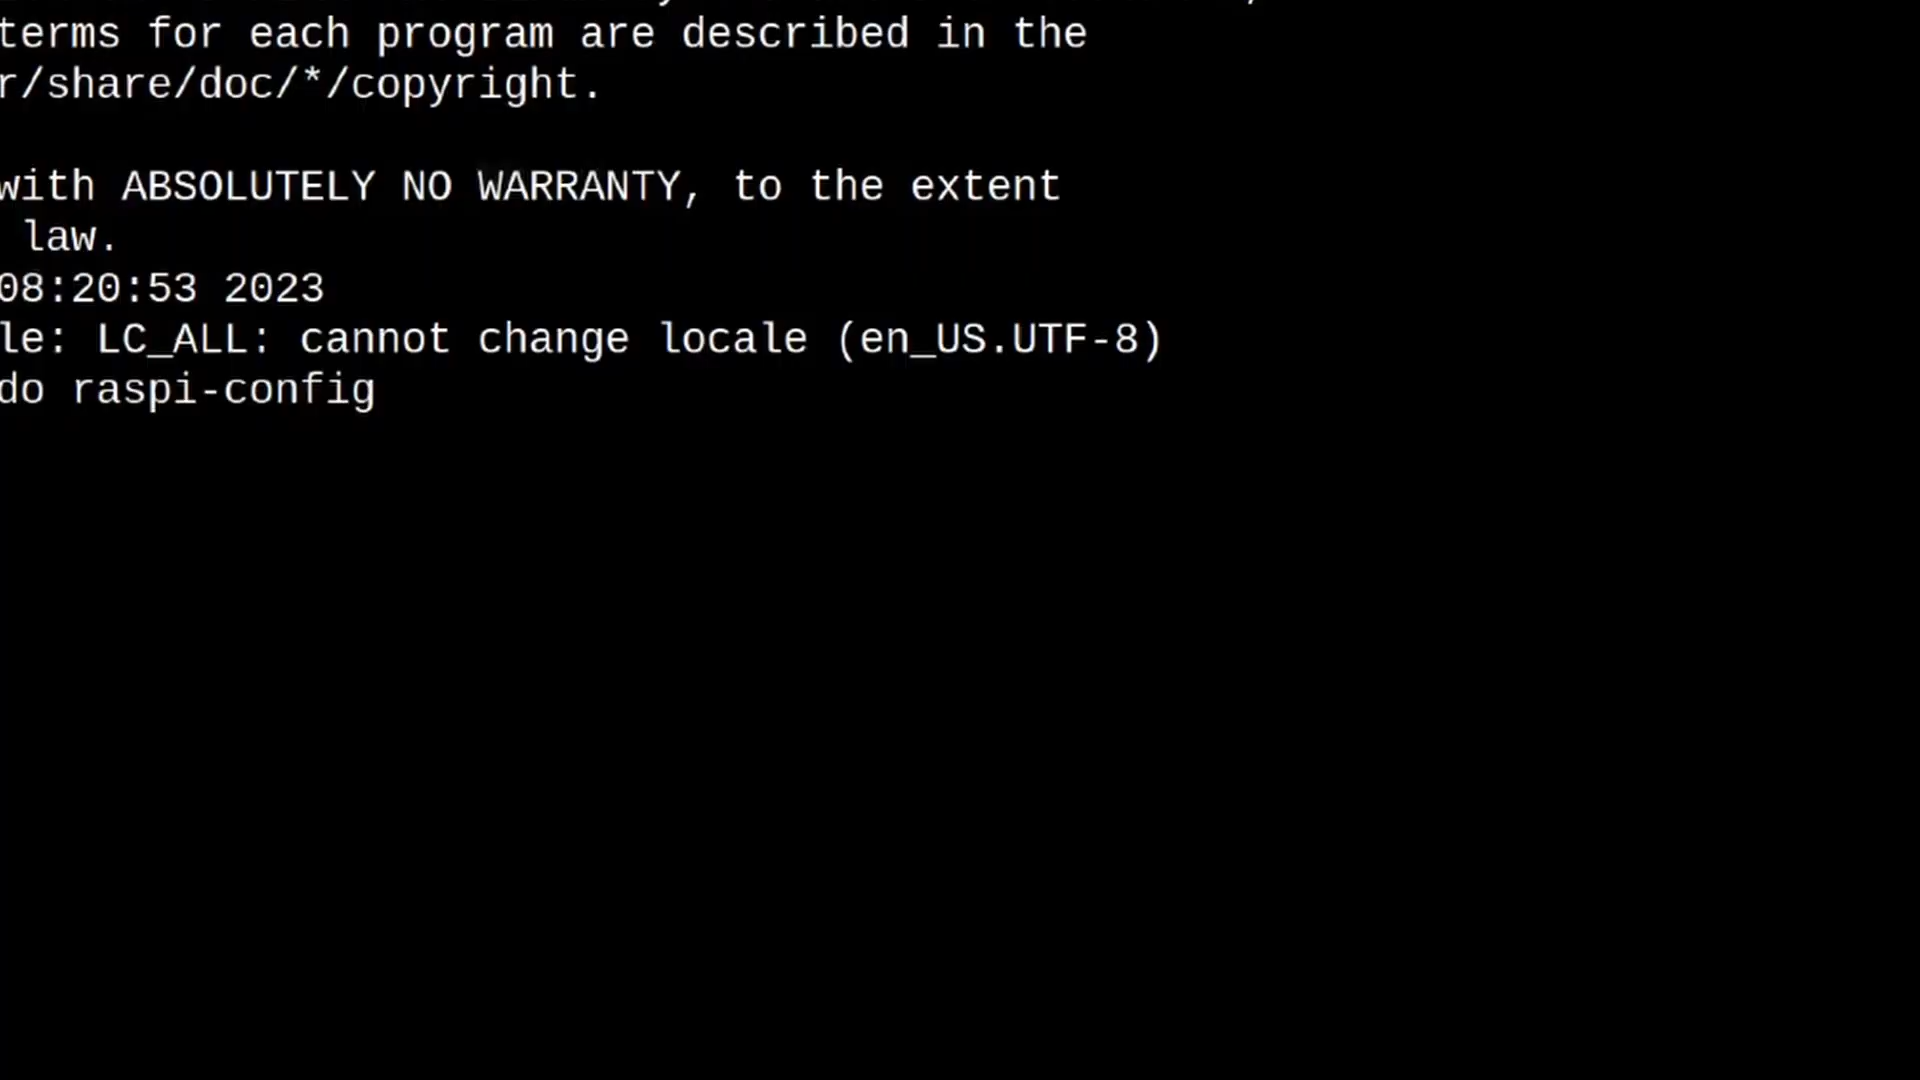 terms for each program are described in the
r/share/doc/*/copyright.
with ABSOLUTELY NO WARRANTY, to the extent
law.
08:20:53 2023
le: LC_ALL: cannot change locale (en_US.UTF-8)
do raspi-config